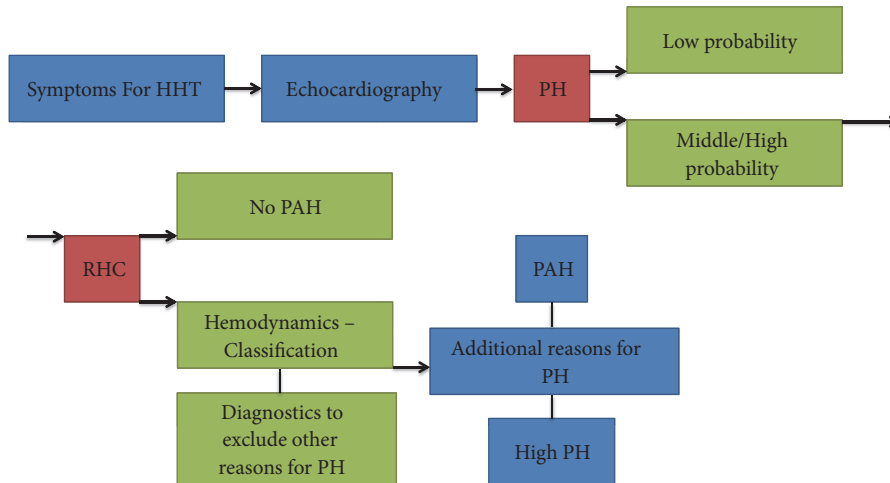 Symptoms For HHT
Echocardiography
PH
Low probability
Middle/High
probability
RHC
No PAH
Hemodynamics –
Classification
Diagnostics to
exclude other
reasons for PH
PAH
Additional reasons for
PH
High PH